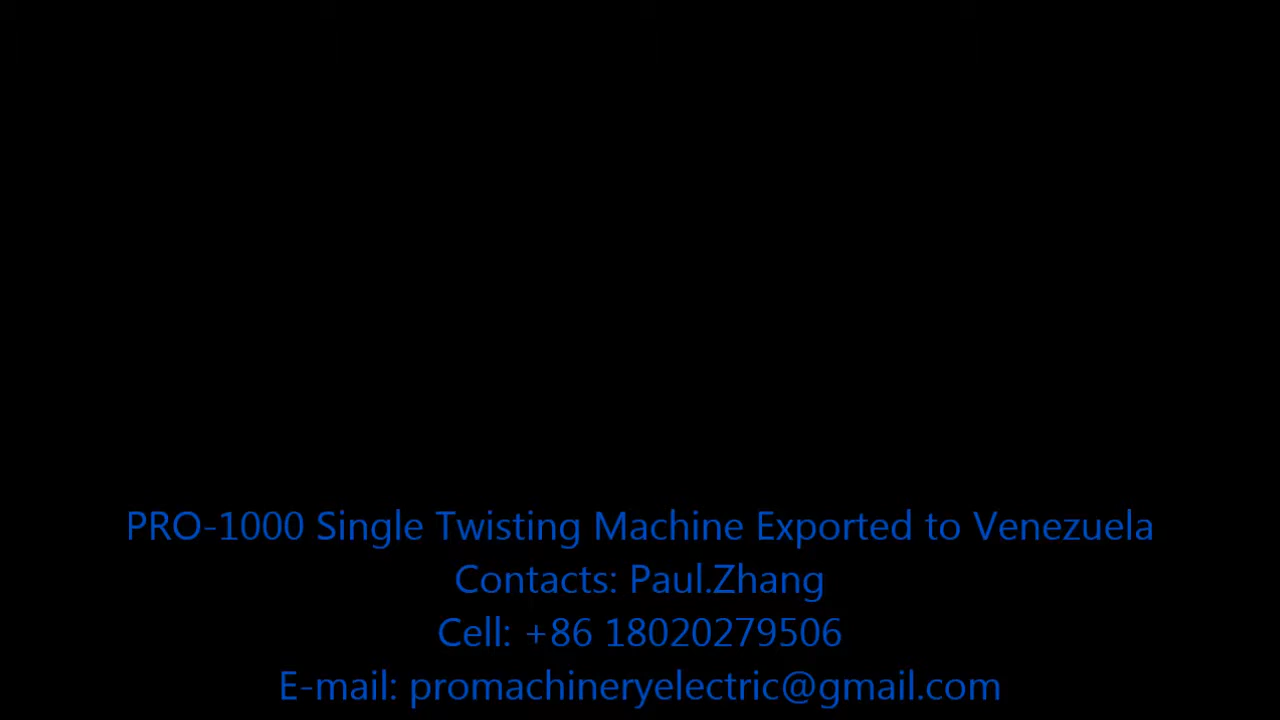 PRO-1000 Single Twisting Machine Exported to Venezuela
Contacts: Paul.Zhang
Cell: +86 18020279506
E-mail: promachineryelectric@gmail.com